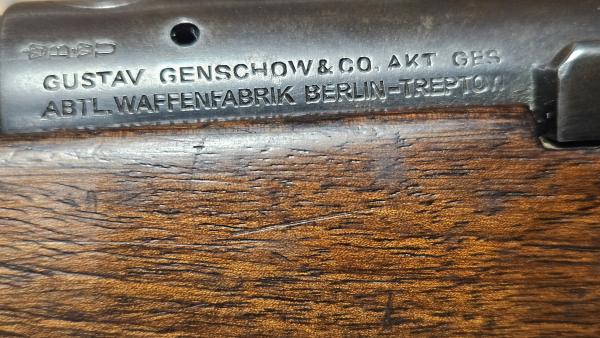 GUSTAV GENSCHOW & CO. AKT GES
ABTL. WAFFENFABRIK BERLIN-TREPTOW